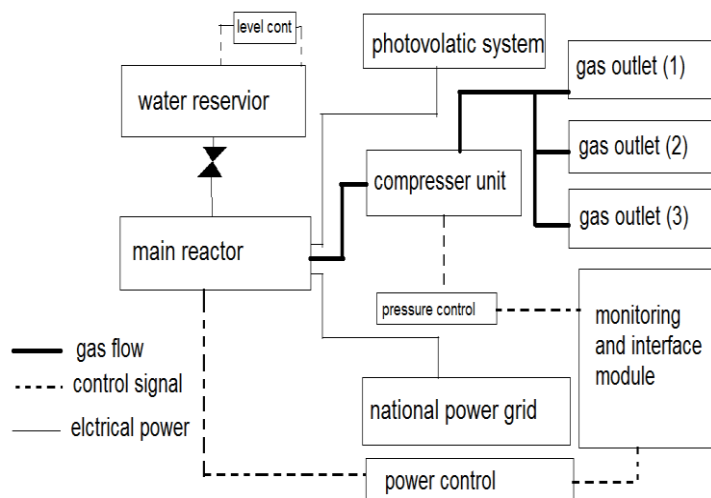 level cont
photovolatic system
water reservior
gas outlet (1)
gas outlet (2)
compresser unit
gas outlet (3)
main reactor
pressure control
monitoring
and interface
module
gas flow
control signal
elctrical power
national power grid
power control